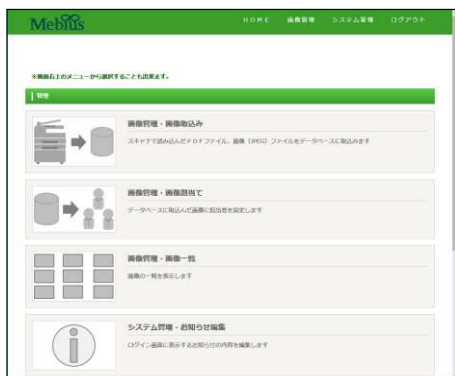 Mebius
HOME 画像管理 システム管理 ログアウト
※画面右上のメニューから選択することも出来ます。
管理
画像管理・画像取込み
スキャナで読み込んだPDFファイル、画像（JPEG）ファイルをデータベースに取込みます
画像管理・画像割当て
データベースに取込んだ画像に担当者を設定します
画像管理・画像一覧
画像の一覧を表示します
システム管理・お知らせ編集
ログイン画面に表示するお知らせの内容を編集します